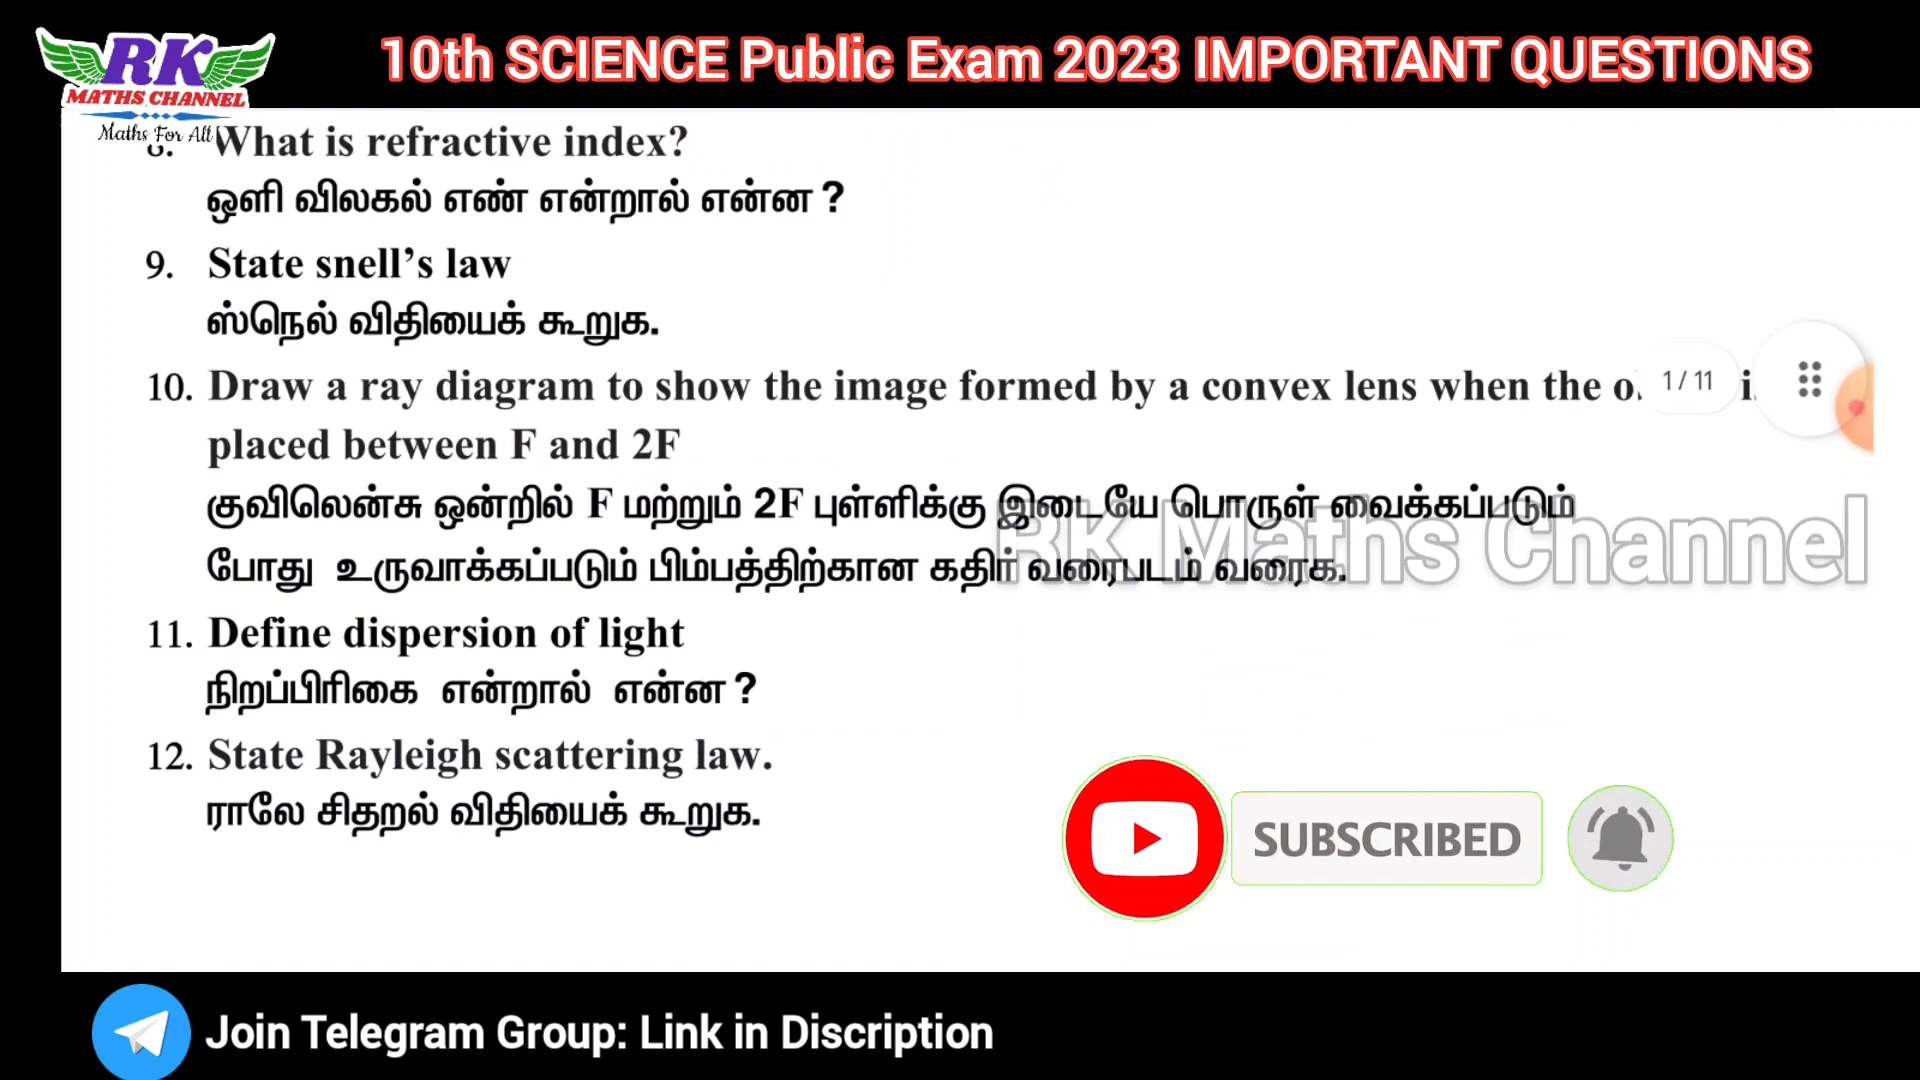 RK
MATHS CHANNEL
Maths For All
10th SCIENCE Public Exam 2023 IMPORTANT QUESTIONS
8. What is refractive index?
ஒளி விலகல் எண் என்றால் என்ன ?
9. State snell’s law
ஸ்நெல் விதியைக் கூறுக.
10. Draw a ray diagram to show the image formed by a convex lens when the
1 / 11
placed between F and 2F
குவிலென்சு ஒன்றில் F மற்றும் 2F புள்ளிக்கு இடையே பொருள் வைக்கப்படும்
போது உருவாக்கப்படும் பிம்பத்திற்கான கதிர் வரைபடம் வரைக.
RK Maths Channel
11. Define dispersion of light
நிறப்பிரிகை என்றால் என்ன ?
12. State Rayleigh scattering law.
ராலே சிதறல் விதியைக் கூறுக.
SUBSCRIBED
Join Telegram Group: Link in Discription